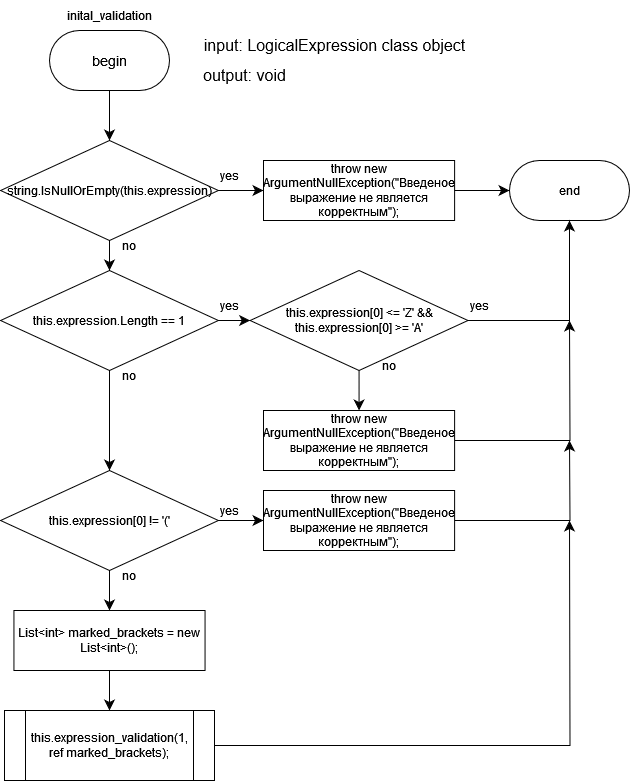 inital_validation
begin
input: LogicalExpression class object
output: void
string.IsNullOrEmpty(this.expression)
yes
throw new
ArgumentNullException("Введеное
выражение не является
корректным");
end
no
this.expression.Length == 1
yes
this.expression[0] <= 'Z' &&
this.expression[0] >= 'A'
yes
no
no
throw new
ArgumentNullException("Введеное
выражение не является
корректным");
this.expression[0] != '('
yes
throw new
ArgumentNullException("Введеное
выражение не является
корректным");
no
List<int> marked_brackets = new
List<int>();
this.expression_validation(1,
ref marked_brackets);